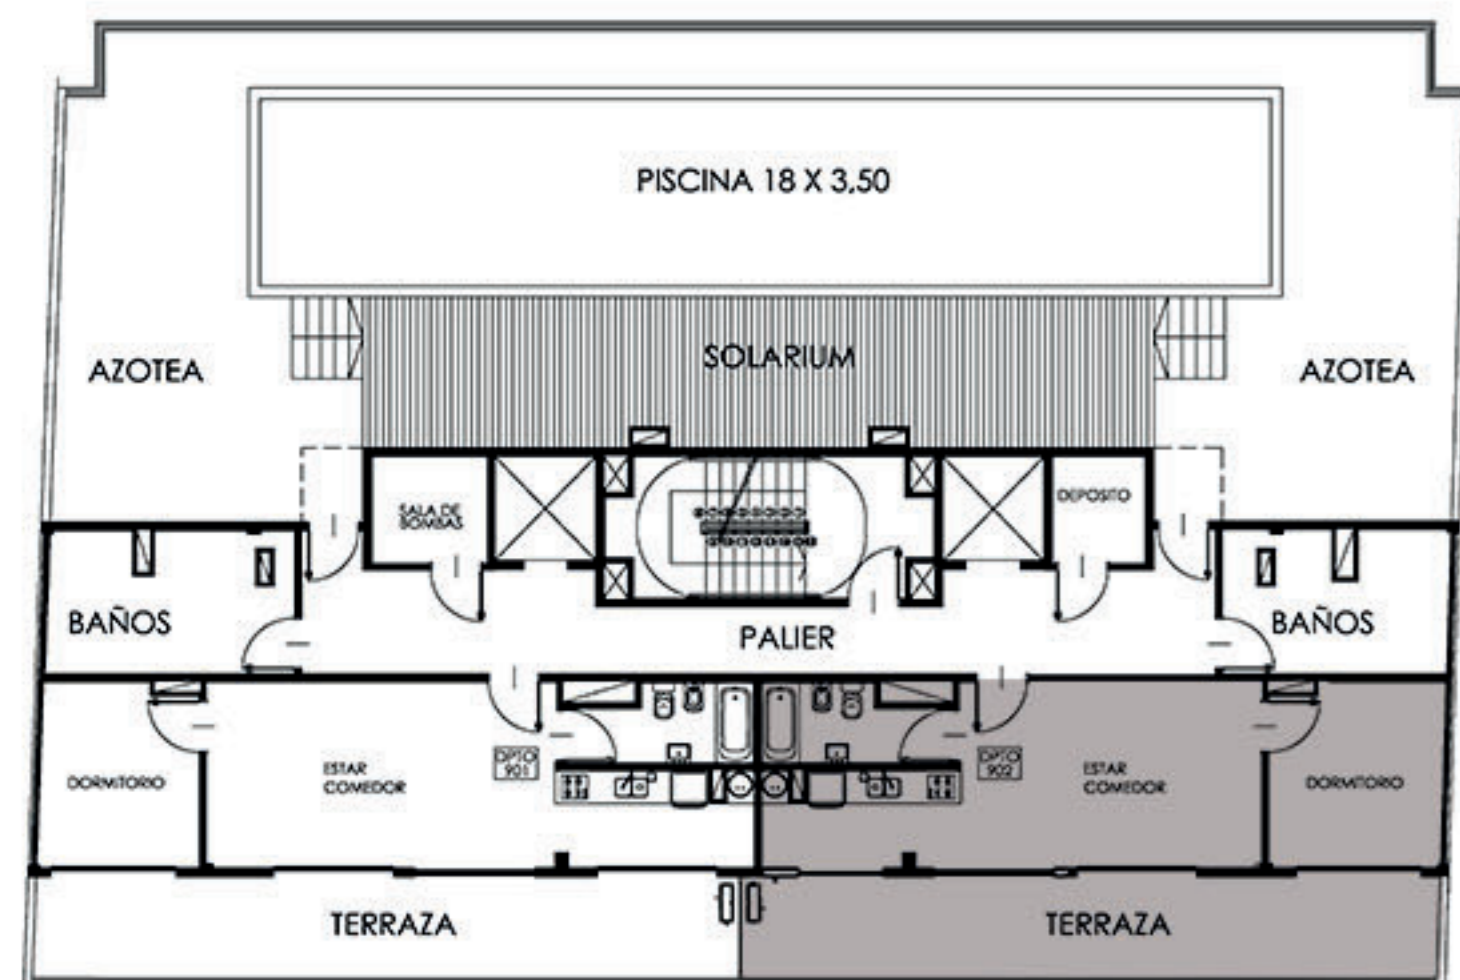 PISCINA 18 X 3,50
SOLARIUM
AZOTEA
AZOTEA
SALA DE
BOMBAS
DEPOSITO
BAÑOS
PALIER
BAÑOS
DORMITORIO
ESTAR
COMEDOR
DPTO
901
DPTO
902
ESTAR
COMEDOR
DORMITORIO
TERRAZA
TERRAZA